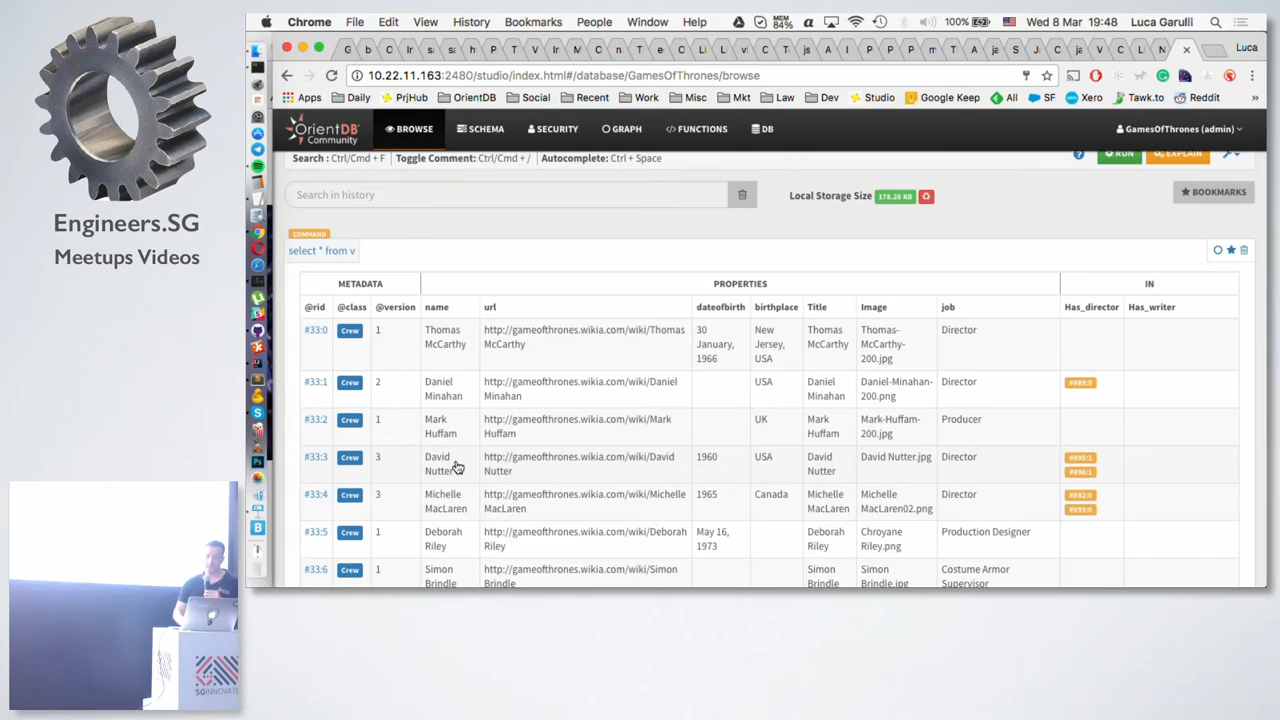 Chrome File Edit View History Bookmarks People Window Help MEM 84% 100% Wed 8 Mar 19:48 Luca Garulli
Luca
10.22.11.163:2480/studio/index.html#/database/GamesOfThrones/browse
Apps Daily PrjHub OrientDB Social Recent Work Misc Mkt Law Dev Studio Google Keep All SF Xero Tawk.to Reddit »
OrientDB Community BROWSE SCHEMA SECURITY GRAPH </> FUNCTIONS DB GamesOfThrones (admin)
Search : Ctrl/Cmd + F Toggle Comment: Ctrl/Cmd + / Autocomplete: Ctrl + Space RUN EXPLAIN
Search in history Local Storage Size 178.26 KB BOOKMARKS
COMMAND
select * from v
METADATA PROPERTIES IN
@rid @class @version name url dateofbirth birthplace Title Image job Has_director Has_writer
#33:0 Crew 1 Thomas McCarthy http://gameofthrones.wikia.com/wiki/Thomas McCarthy 30 January, 1966 New Jersey, USA Thomas McCarthy Thomas-McCarthy-200.jpg Director
#33:1 Crew 2 Daniel Minahan http://gameofthrones.wikia.com/wiki/Daniel Minahan USA Daniel Minahan Daniel-Minahan-200.png Director #889:0
#33:2 Crew 1 Mark Huffam http://gameofthrones.wikia.com/wiki/Mark Huffam UK Mark Huffam Mark-Huffam-200.jpg Producer
#33:3 Crew 3 David Nutter http://gameofthrones.wikia.com/wiki/David Nutter 1960 USA David Nutter David Nutter.jpg Director #895:1 #896:1
#33:4 Crew 3 Michelle MacLaren http://gameofthrones.wikia.com/wiki/Michelle MacLaren 1965 Canada Michelle MacLaren Michelle MacLaren02.png Director #892:0 #893:0
#33:5 Crew 1 Deborah Riley http://gameofthrones.wikia.com/wiki/Deborah Riley May 16, 1973 Deborah Riley Chroyane Riley.png Production Designer
#33:6 Crew 1 Simon Brindle http://gameofthrones.wikia.com/wiki/Simon Brindle Simon Brindle Simon Brindle.jpg Costume Armor Supervisor
Engineers.SG
Meetups Videos
SGINNOVATE